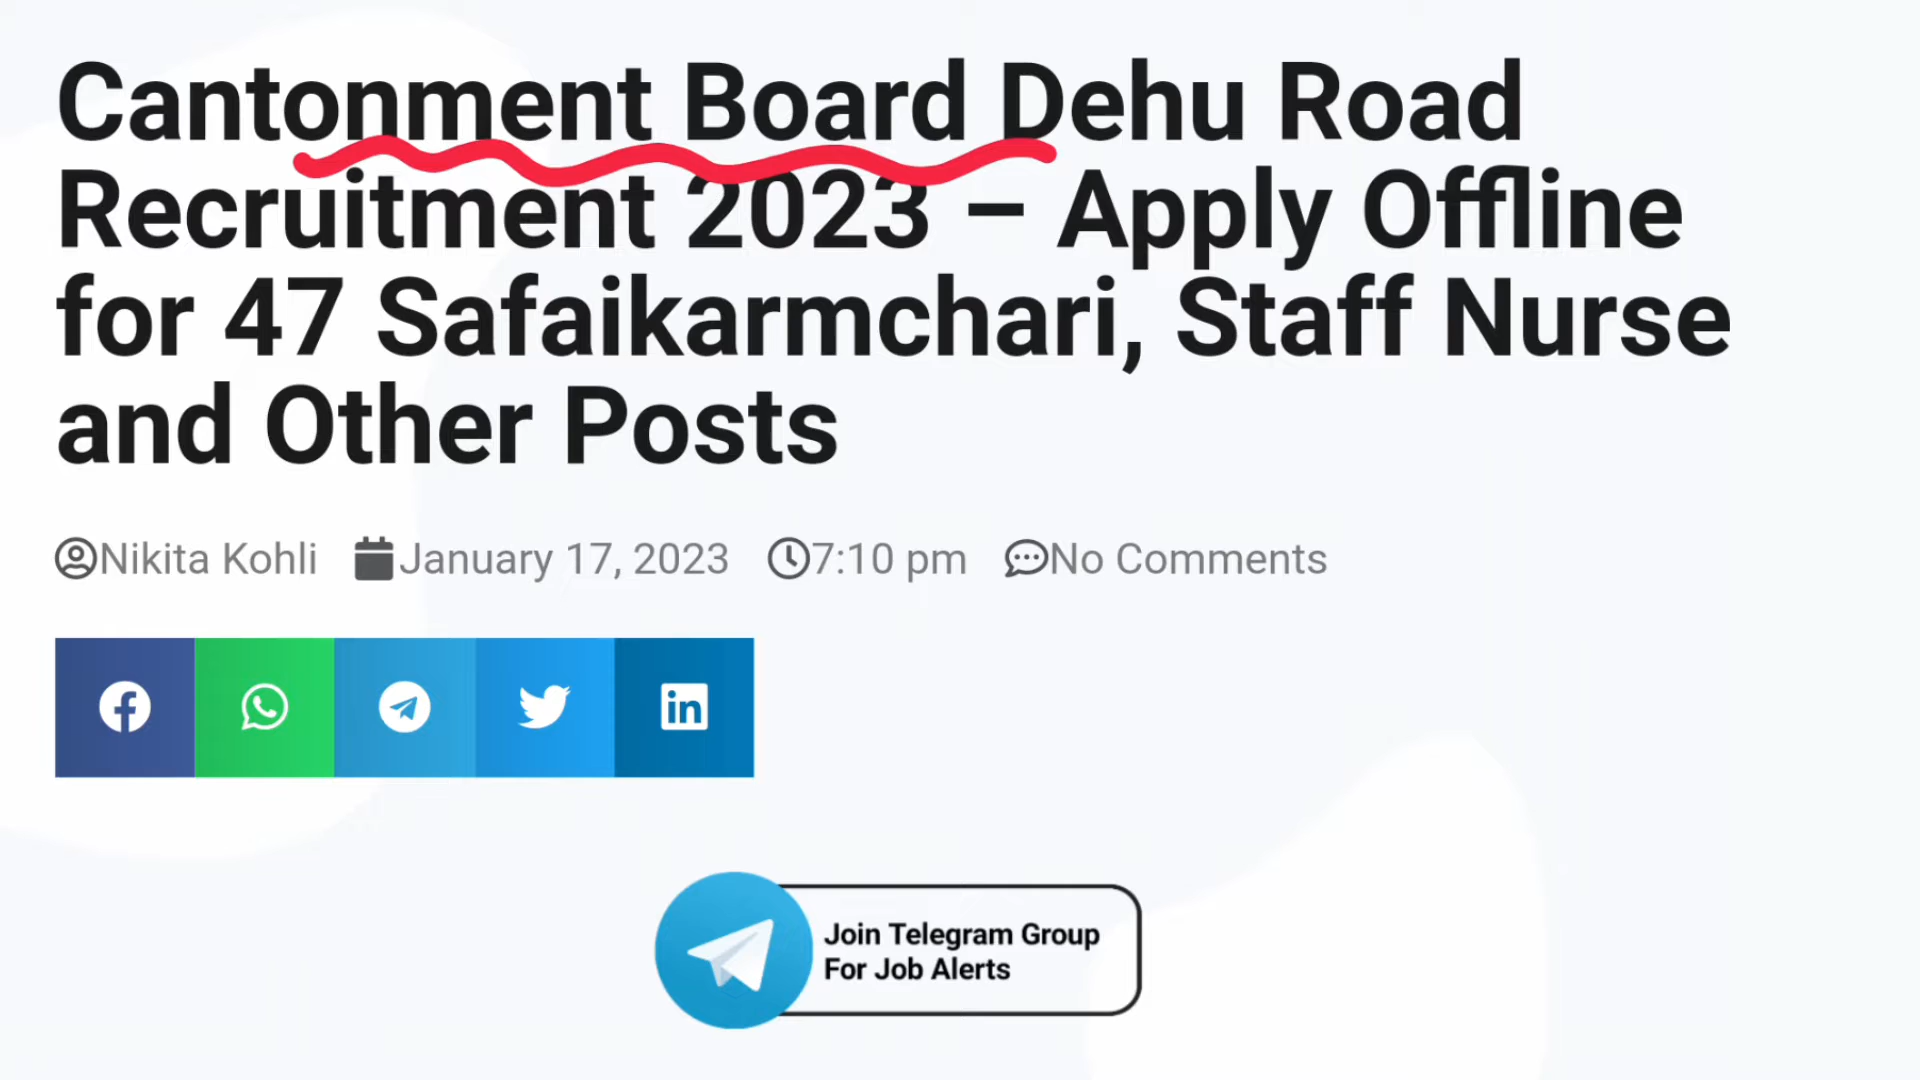 Cantonment Board Dehu Road
Recruitment 2023 – Apply Offline
for 47 Safaikarmchari, Staff Nurse
and Other Posts
Nikita Kohli January 17, 2023 7:10 pm No Comments
Join Telegram Group
For Job Alerts